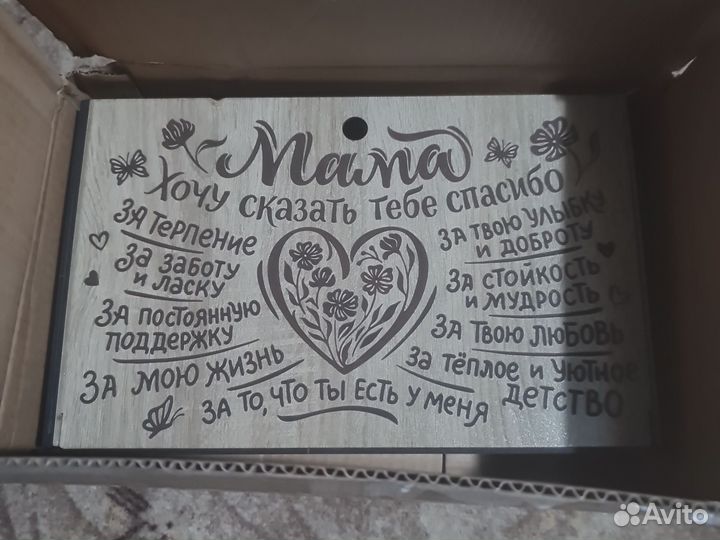 Мама
Хочу сказать тебе спасибо
За терпение
За заботу
и ласку
За постоянную
поддержку
За мою жизнь
За твою улыбку
и доброту
За стойкость
и мудрость
За твою любовь
За тёплое и уютное
детство
За то, что ты есть у меня
Avito